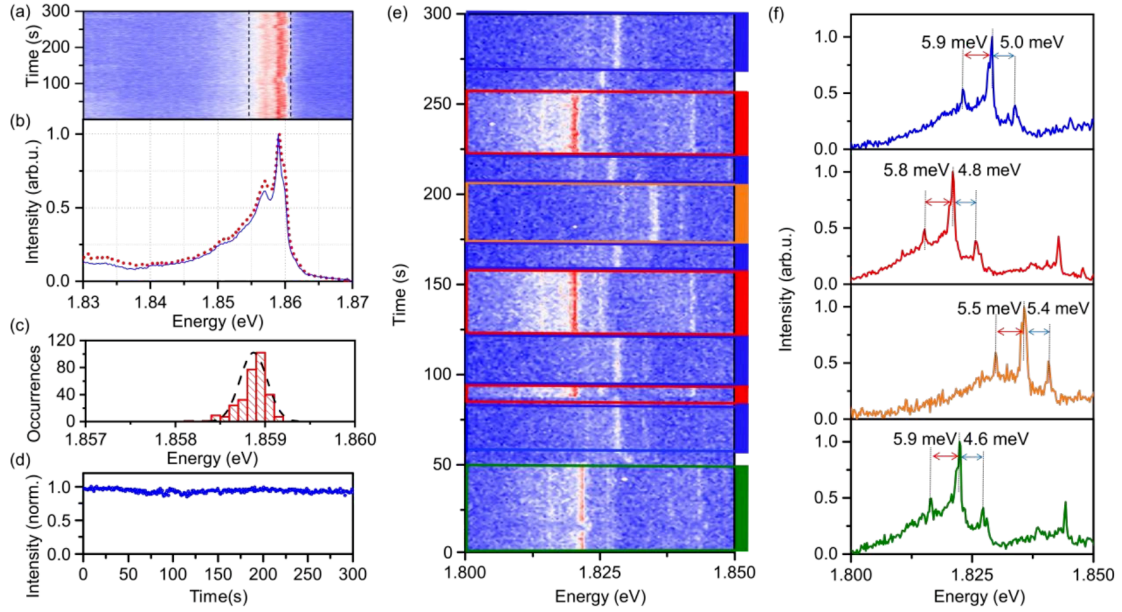 (a)
Time (s)
300
200
100
(b)
Intensity (arb.u.)
1.0
0.5
0.0
1.83 1.84 1.85 1.86 1.87
Energy (eV)
(c)
Occurrences
120
80
40
0
1.857 1.858 1.859 1.860
Energy (eV)
(d)
Intensity (norm.)
1.0
0.5
0.0
0 50 100 150 200 250 300
Time(s)
(e)
Time (s)
300
250
200
150
100
50
0
1.800 1.825 1.850
Energy (eV)
(f)
Intensity (arb.u.)
5.9 meV 5.0 meV
1.0
0.5
0.0
5.8 meV 4.8 meV
1.0
0.5
0.0
5.5 meV 5.4 meV
1.0
0.5
0.0
5.9 meV 4.6 meV
1.0
0.5
0.0
1.800 1.825 1.850
Energy (eV)